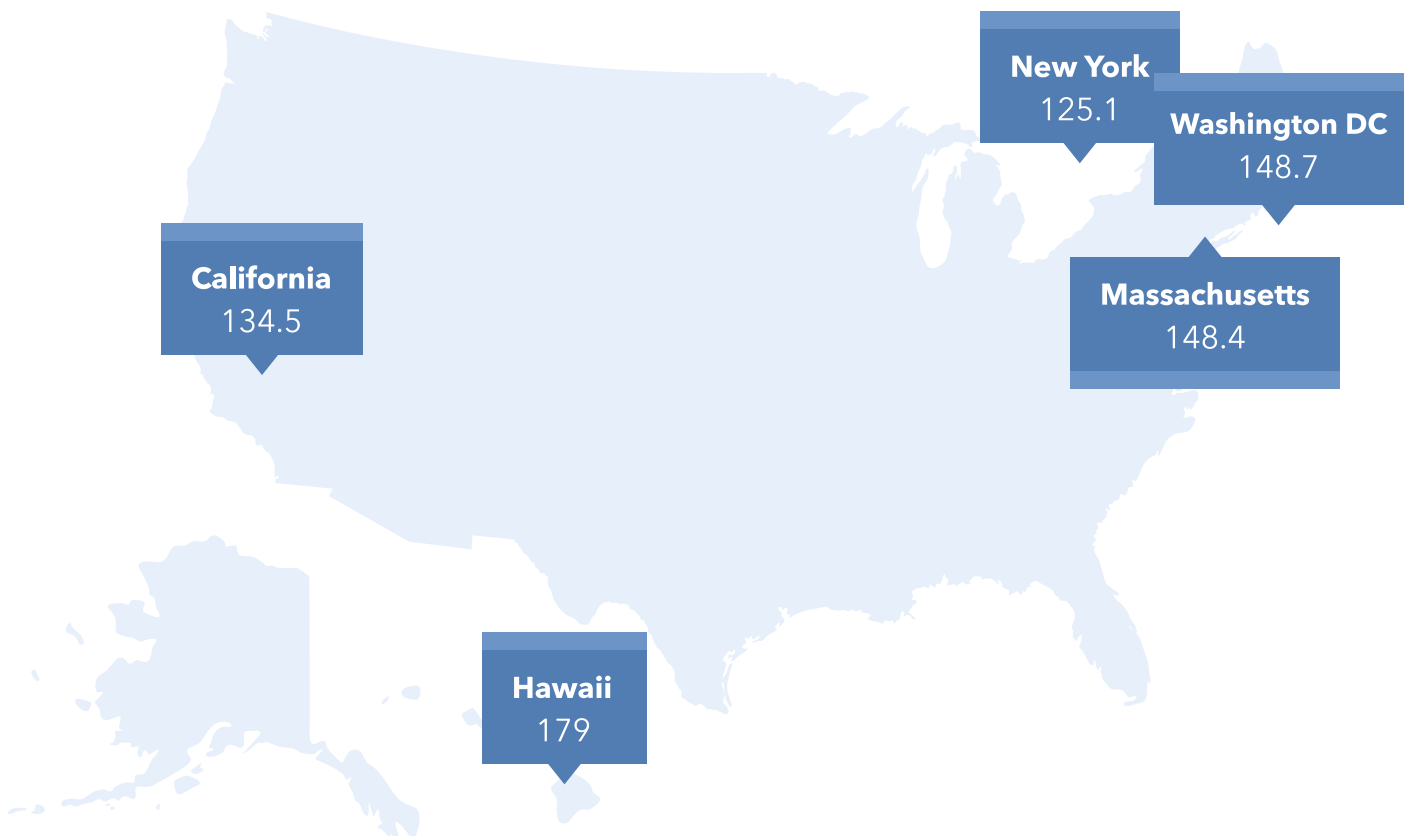 New York
125.1
Washington DC
148.7
California
134.5
Massachusetts
148.4
Hawaii
179